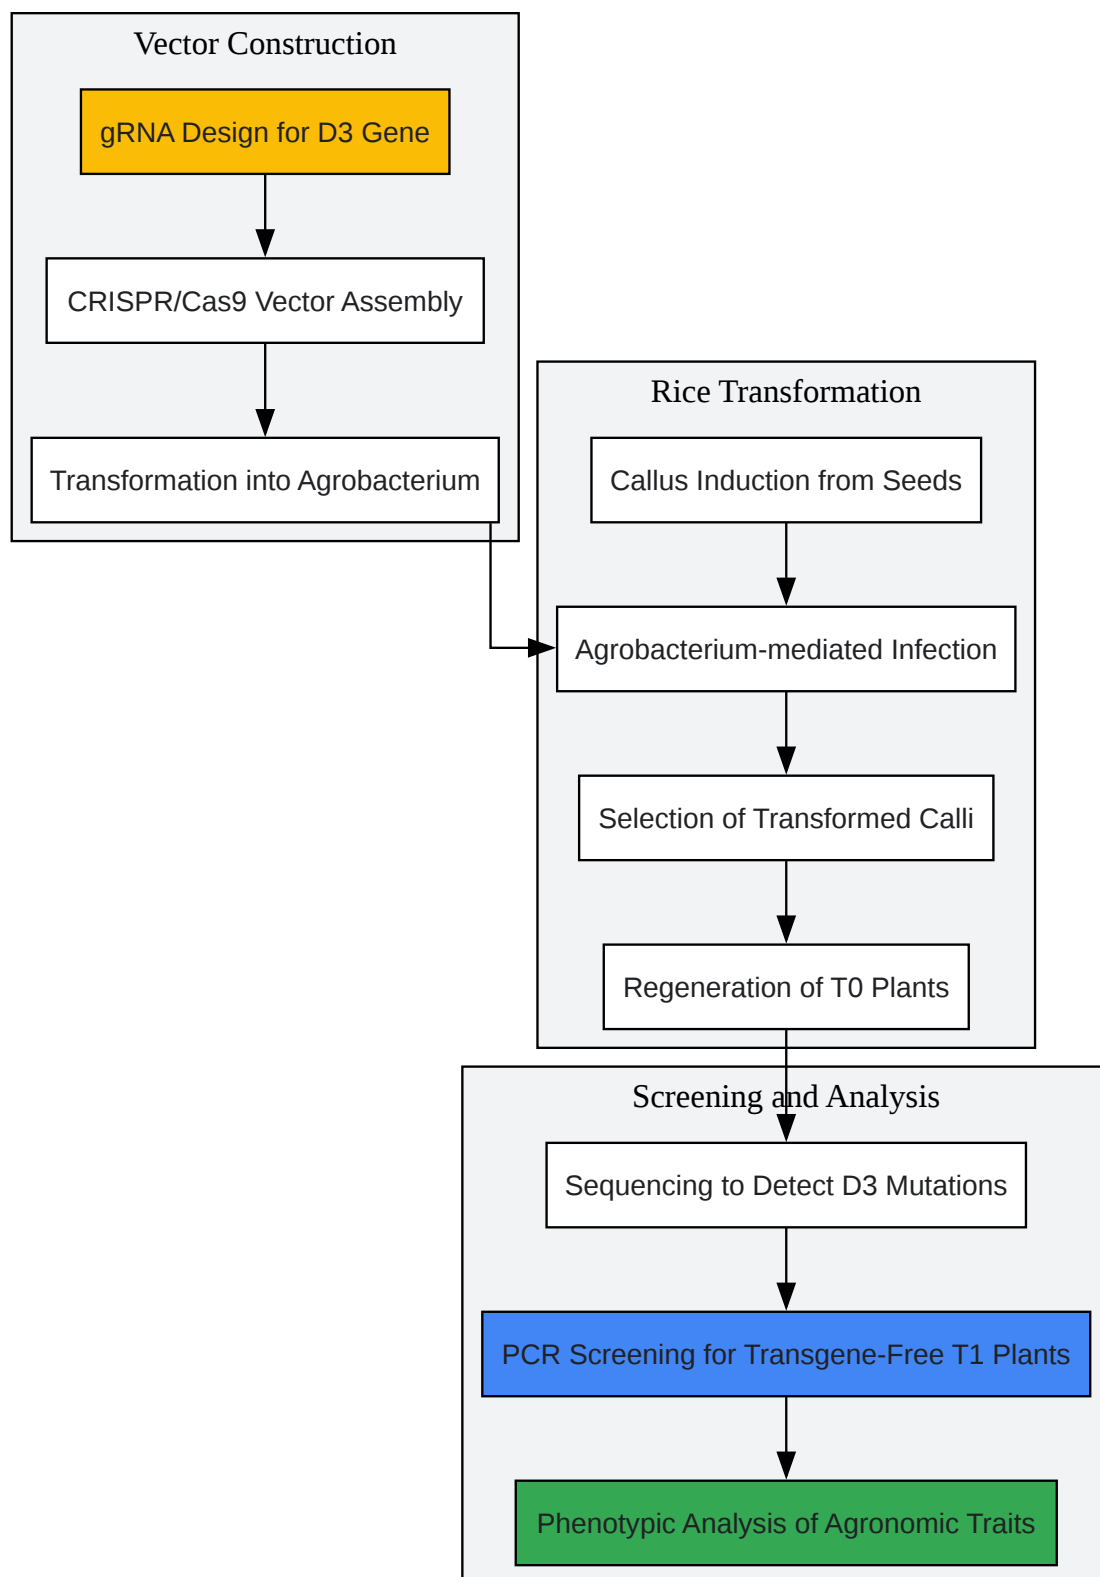 Vector Construction
gRNA Design for D3 Gene
CRISPR/Cas9 Vector Assembly
Transformation into Agrobacterium
Rice Transformation
Callus Induction from Seeds
Agrobacterium-mediated Infection
Selection of Transformed Calli
Regeneration of T0 Plants
Screening and Analysis
Sequencing to Detect D3 Mutations
PCR Screening for Transgene-Free T1 Plants
Phenotypic Analysis of Agronomic Traits